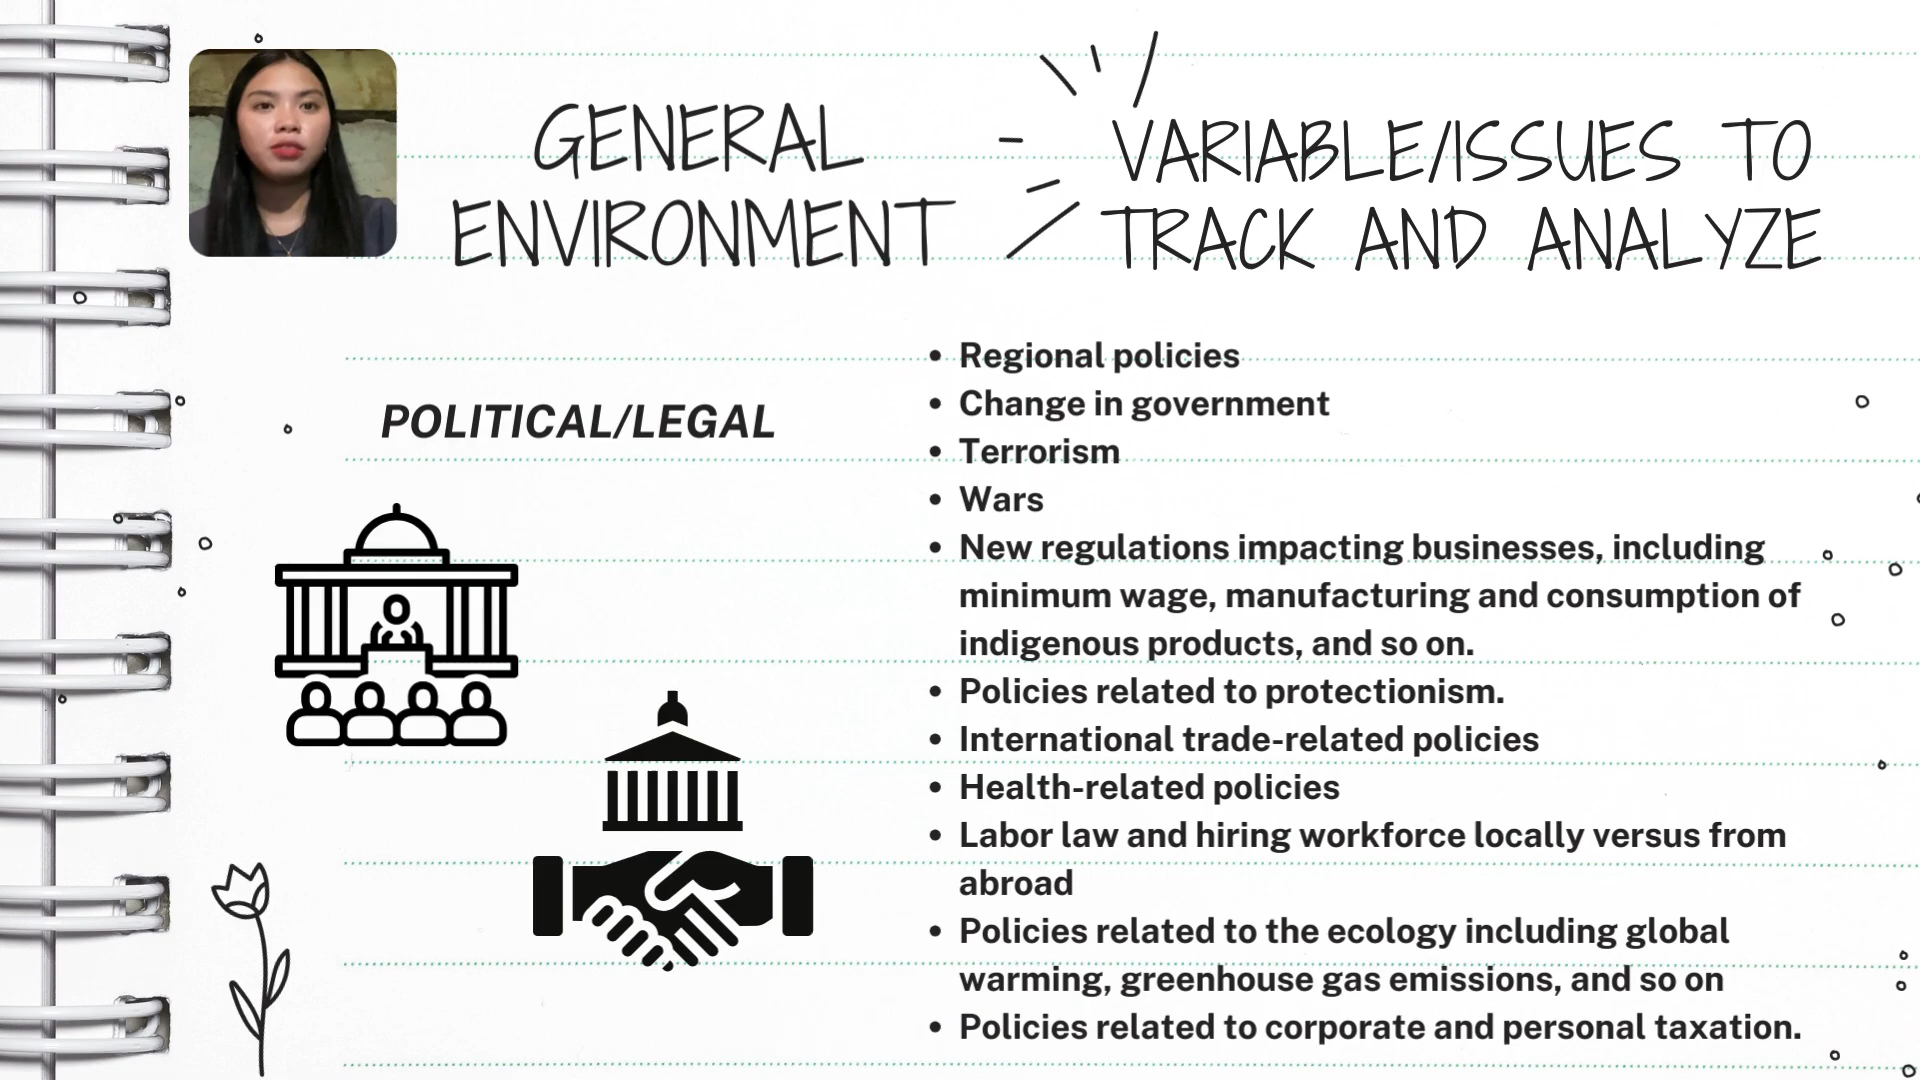 GENERAL
ENVIRONMENT
VARIABLE/ISSUES TO
TRACK AND ANALYZE
POLITICAL/LEGAL
• Regional policies
• Change in government
• Terrorism
• Wars
• New regulations impacting businesses, including
minimum wage, manufacturing and consumption of
indigenous products, and so on.
• Policies related to protectionism.
• International trade-related policies
• Health-related policies
• Labor law and hiring workforce locally versus from
abroad
• Policies related to the ecology including global
warming, greenhouse gas emissions, and so on
• Policies related to corporate and personal taxation.